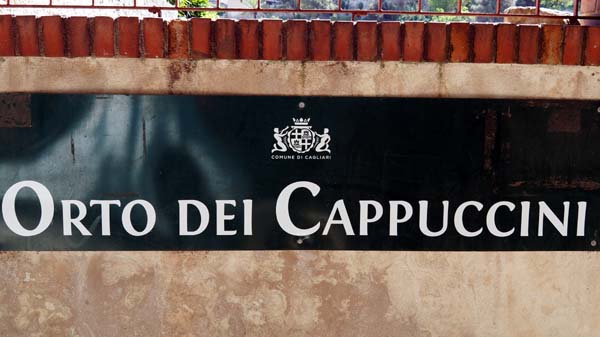 COMUNE DI CAGLIARI
ORTO DEI CAPPUCCINI